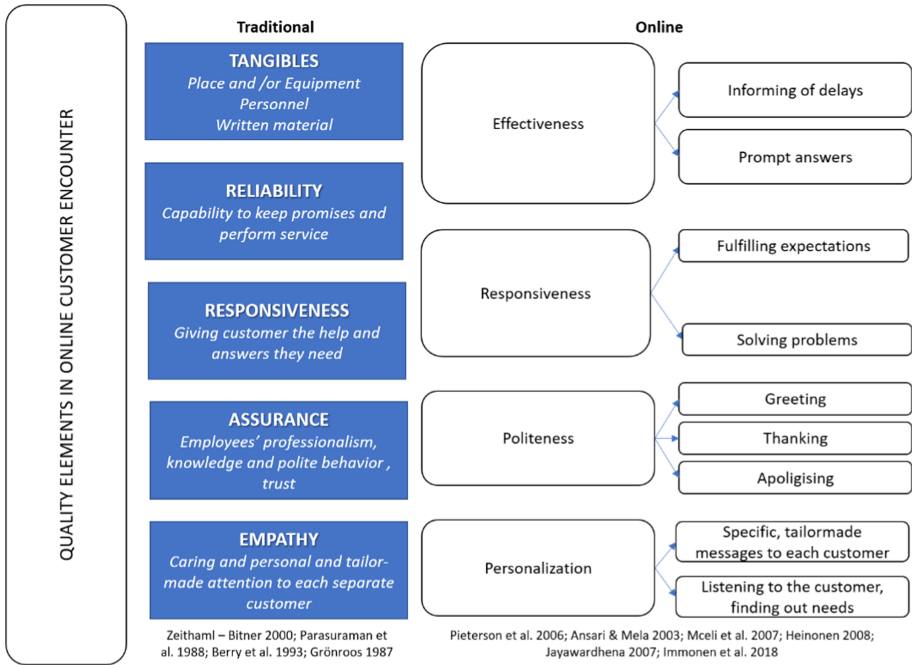 QUALITY ELEMENTS IN ONLINE CUSTOMER ENCOUNTER
Traditional
TANGIBLES
Place and /or Equipment
Personnel
Written material
RELIABILITY
Capability to keep promises and
perform service
RESPONSIVENESS
Giving customer the help and
answers they need
ASSURANCE
Employees' professionalism,
knowledge and polite behavior ,
trust
EMPATHY
Caring and personal and tailor-
made attention to each separate
customer
Zeithaml – Bitner 2000; Parasuraman et
al. 1988; Berry et al. 1993; Grönroos 1987
Online
Effectiveness
Informing of delays
Prompt answers
Responsiveness
Fulfilling expectations
Solving problems
Politeness
Greeting
Thanking
Apoligising
Personalization
Specific, tailormade
messages to each customer
Listening to the customer,
finding out needs
Pieterson et al. 2006; Ansari & Mela 2003; Mceli et al. 2007; Heinonen 2008;
Jayawardhena 2007; Immonen et al. 2018